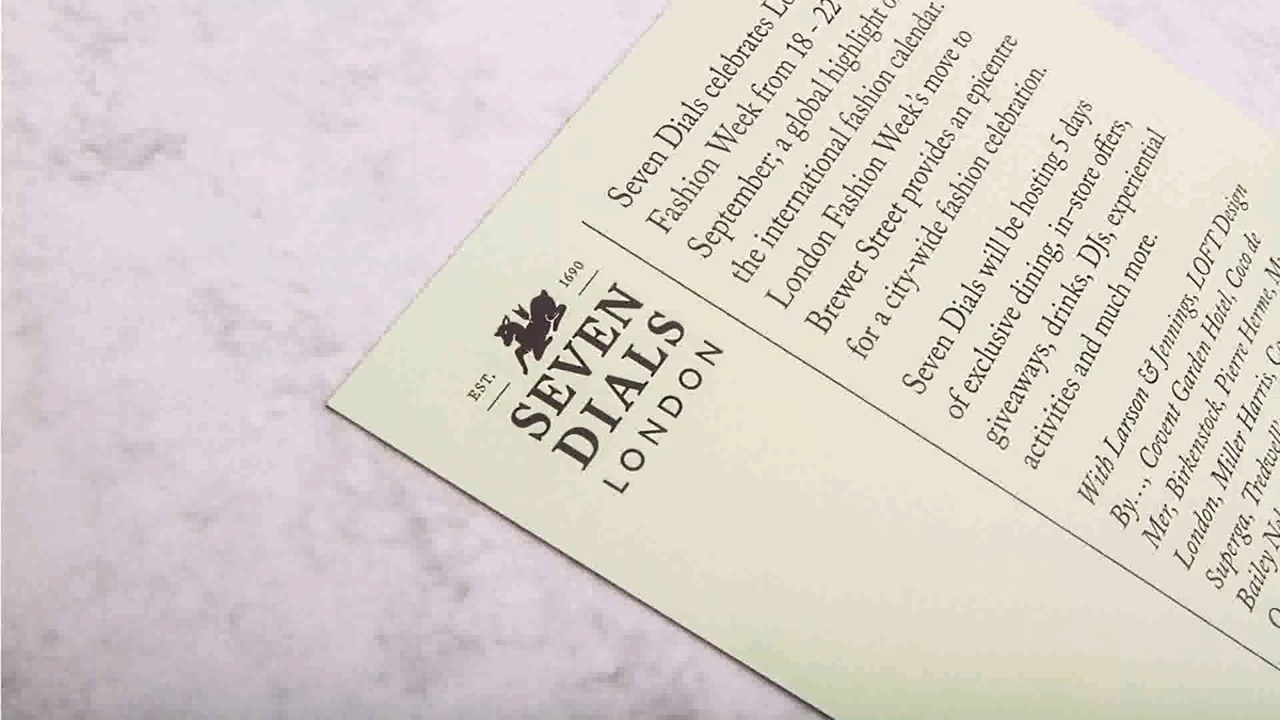 EST. 1690
SEVEN
DIALS
LONDON
Seven Dials celebrates
Fashion Week from 18 - 22
September; a global highlight
the international fashion calendar.
London Fashion Week's move to
Brewer Street provides an epicentre
for a city-wide fashion celebration.
Seven Dials will be hosting 5 days
of exclusive dining, in-store offers,
giveaways, drinks, DJs, experiential
activities and much more.
With Larsson & Jennings, LOFT Design
By..., Covent Garden Hotel, Coco de
Mer, Birkenstock, Pierre Herme,
London, Miller Harris,
Superga,
Bailey